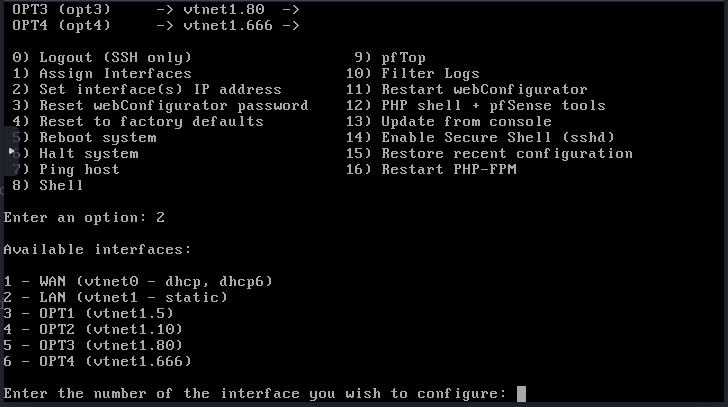 OPT3 (opt3)     -> vtnet1.80  ->
OPT4 (opt4)     -> vtnet1.666 ->
0) Logout (SSH only)                  9) pfTop
1) Assign Interfaces                 10) Filter Logs
2) Set interface(s) IP address       11) Restart webConfigurator
3) Reset webConfigurator password    12) PHP shell + pfSense tools
4) Reset to factory defaults         13) Update from console
5) Reboot system                     14) Enable Secure Shell (sshd)
6) Halt system                       15) Restore recent configuration
7) Ping host                         16) Restart PHP-FPM
8) Shell
Enter an option: 2
Available interfaces:
1 - WAN (vtnet0 - dhcp, dhcp6)
2 - LAN (vtnet1 - static)
3 - OPT1 (vtnet1.5)
4 - OPT2 (vtnet1.10)
5 - OPT3 (vtnet1.80)
6 - OPT4 (vtnet1.666)
Enter the number of the interface you wish to configure: